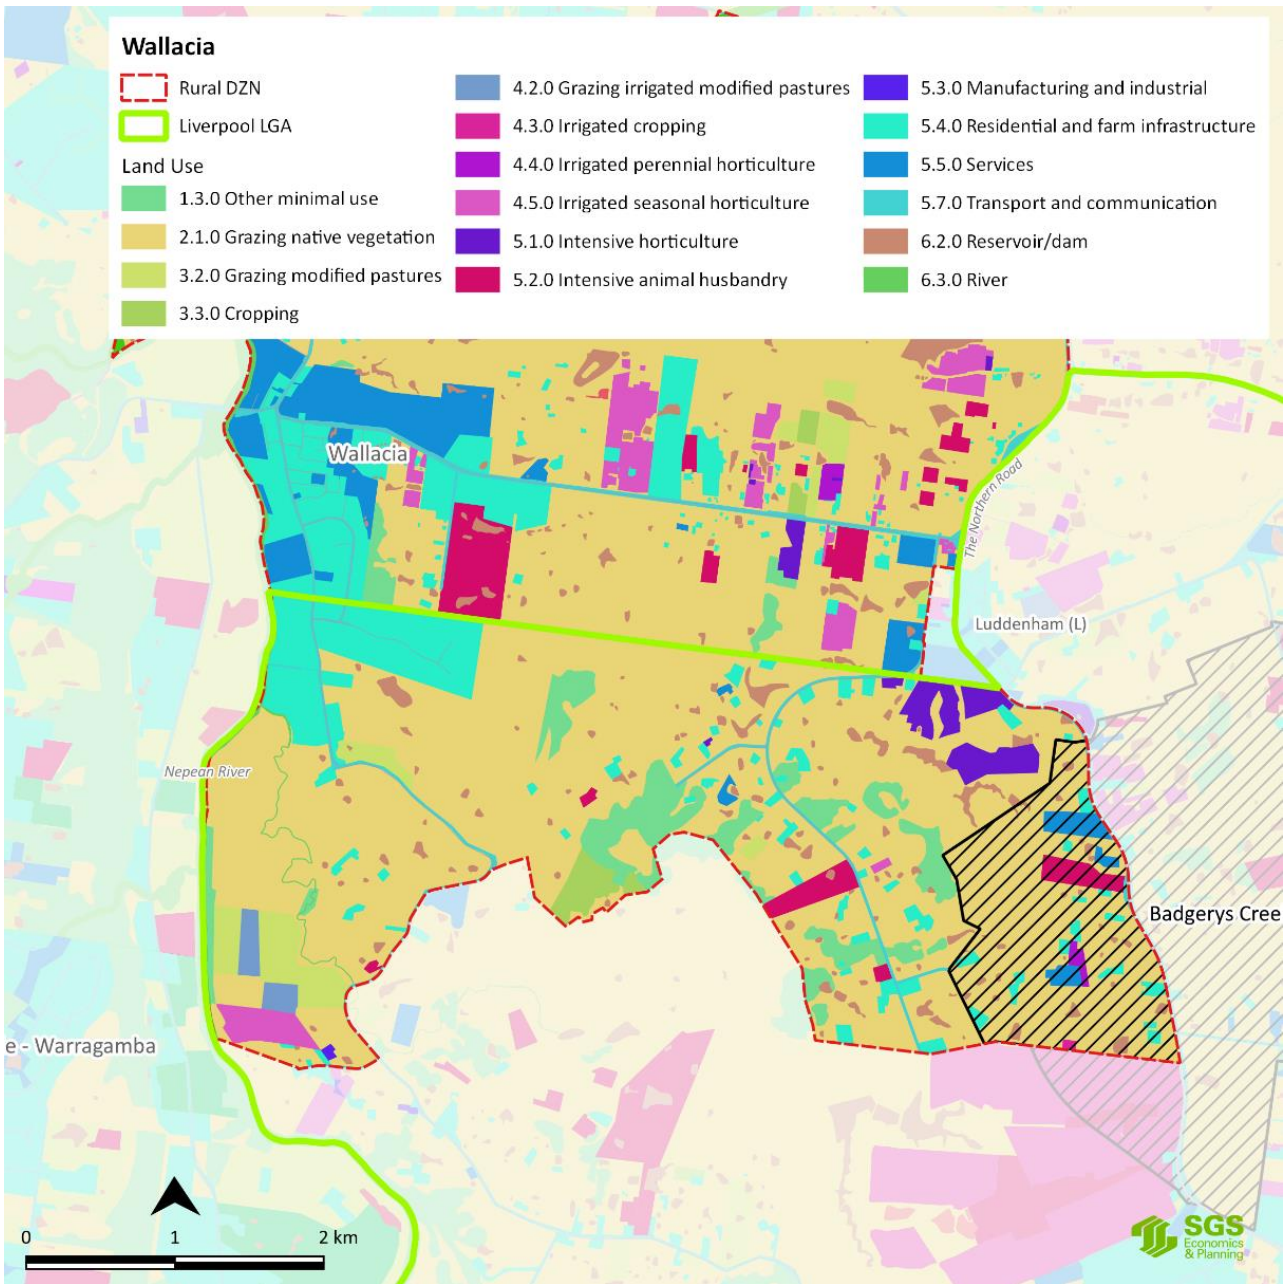 Wallacia
Rural DZN
Liverpool LGA
Land Use
1.3.0 Other minimal use
2.1.0 Grazing native vegetation
3.2.0 Grazing modified pastures
3.3.0 Cropping
4.2.0 Grazing irrigated modified pastures
4.3.0 Irrigated cropping
4.4.0 Irrigated perennial horticulture
4.5.0 Irrigated seasonal horticulture
5.1.0 Intensive horticulture
5.2.0 Intensive animal husbandry
5.3.0 Manufacturing and industrial
5.4.0 Residential and farm infrastructure
5.5.0 Services
5.7.0 Transport and communication
6.2.0 Reservoir/dam
6.3.0 River
Wallacia
The Northern Road
Luddenham (L)
Nepean River
Badgerys Cree
e - Warragamba
0 1 2 km
SGS
Economics
& Planning